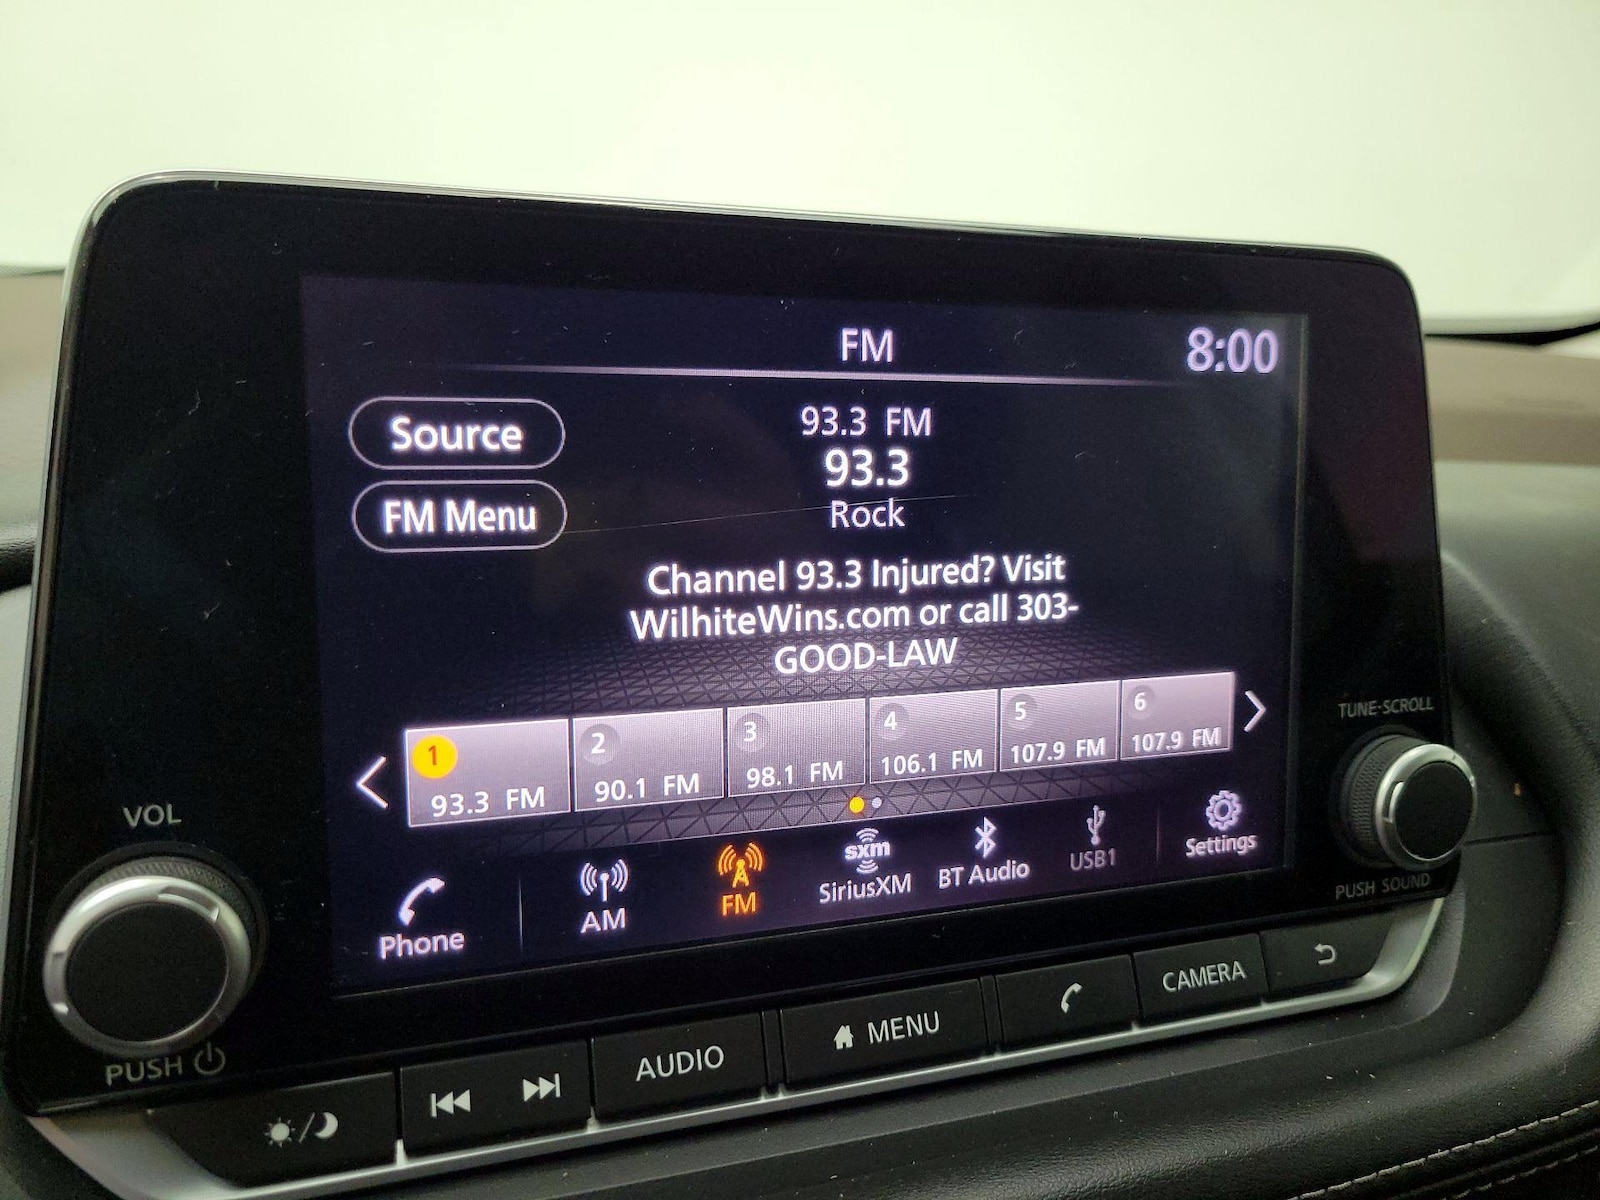 FM
8:00
Source
93.3 FM
93.3
FM Menu
Rock
Channel 93.3 Injured? Visit
WilhiteWins.com or call 303-
GOOD-LAW
1
93.3 FM
2
90.1 FM
3
98.1 FM
4
106.1 FM
5
107.9 FM
6
107.9 FM
TUNE·SCROLL
VOL
Phone
AM
FM
sxm
SiriusXM
BT Audio
USB1
Settings
PUSH SOUND
PUSH
AUDIO
MENU
CAMERA